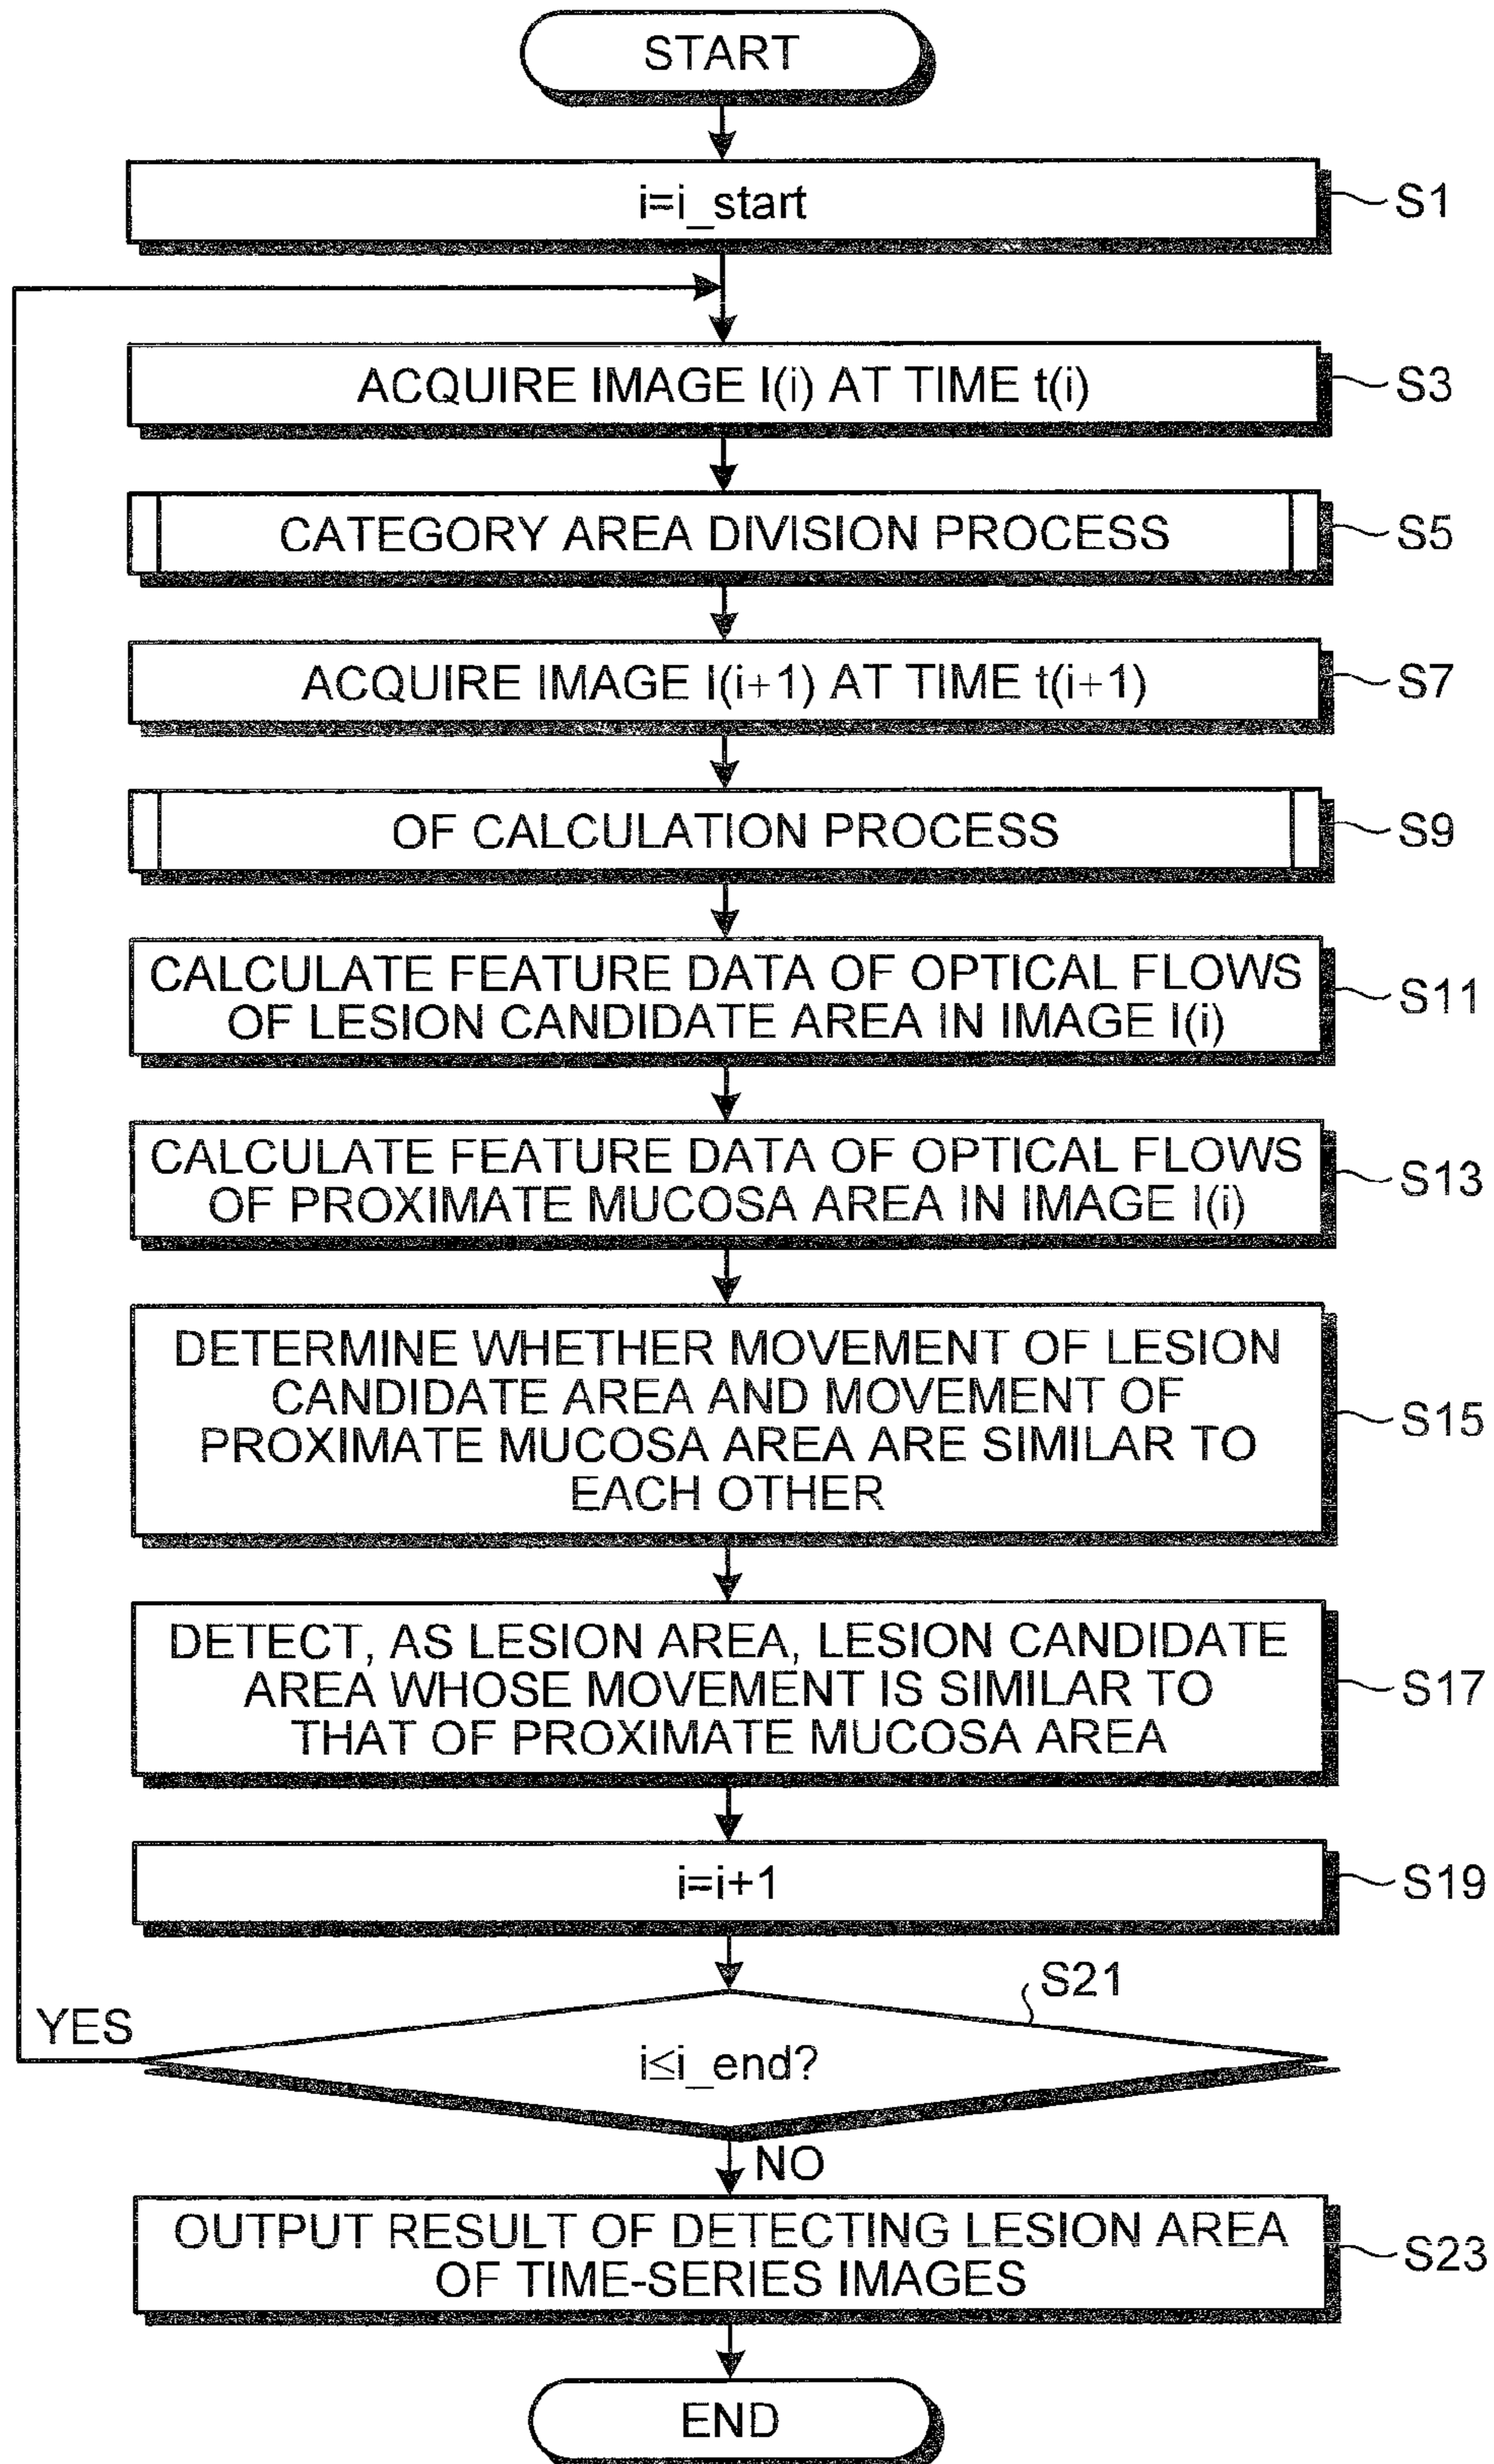 START
i=i_start
S1
ACQUIRE IMAGE I(i) AT TIME t(i)
S3
CATEGORY AREA DIVISION PROCESS
S5
ACQUIRE IMAGE I(i+1) AT TIME t(i+1)
S7
OF CALCULATION PROCESS
S9
CALCULATE FEATURE DATA OF OPTICAL FLOWS
OF LESION CANDIDATE AREA IN IMAGE I(i)
S11
CALCULATE FEATURE DATA OF OPTICAL FLOWS
OF PROXIMATE MUCOSA AREA IN IMAGE I(i)
S13
DETERMINE WHETHER MOVEMENT OF LESION
CANDIDATE AREA AND MOVEMENT OF
PROXIMATE MUCOSA AREA ARE SIMILAR TO
EACH OTHER
S15
DETECT, AS LESION AREA, LESION CANDIDATE
AREA WHOSE MOVEMENT IS SIMILAR TO
THAT OF PROXIMATE MUCOSA AREA
S17
i=i+1
S19
S21
YES
i≤i_end?
NO
OUTPUT RESULT OF DETECTING LESION AREA
OF TIME-SERIES IMAGES
S23
END